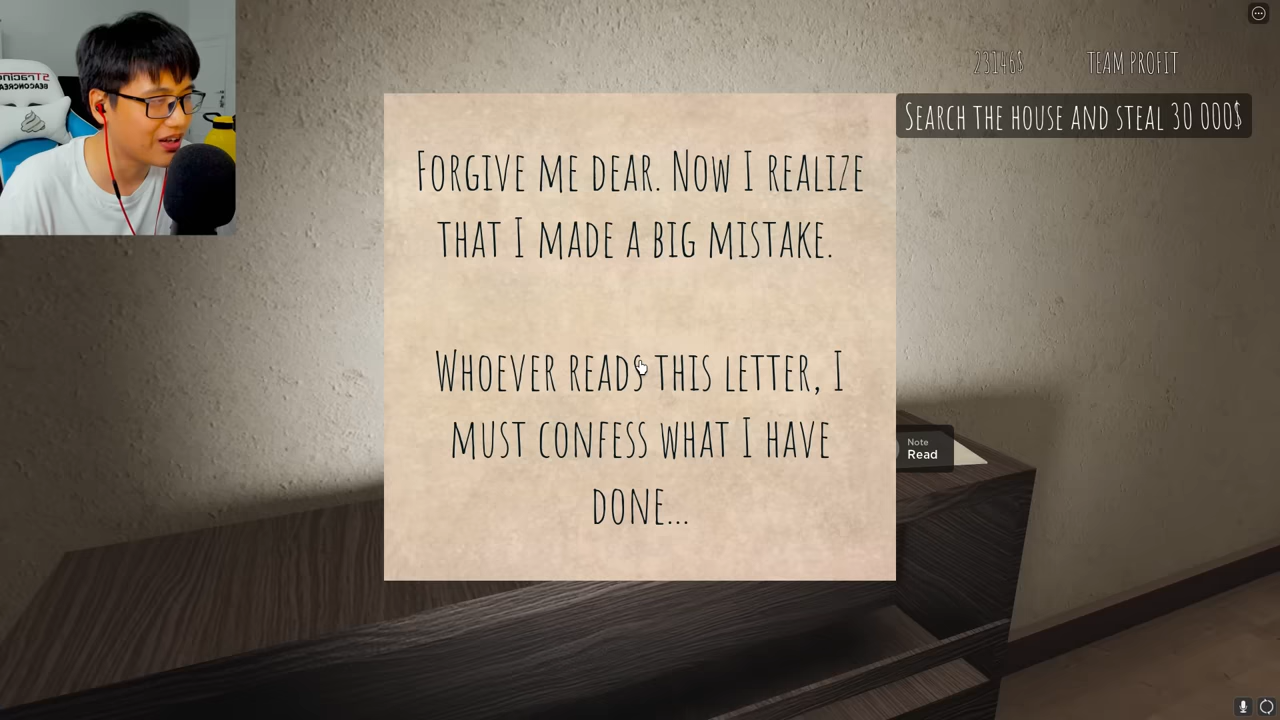 23146$ TEAM PROFIT
SEARCH THE HOUSE AND STEAL 30 000$
FORGIVE ME DEAR. NOW I REALIZE
THAT I MADE A BIG MISTAKE.
WHOEVER READS THIS LETTER, I
MUST CONFESS WHAT I HAVE
DONE...
Note
Read